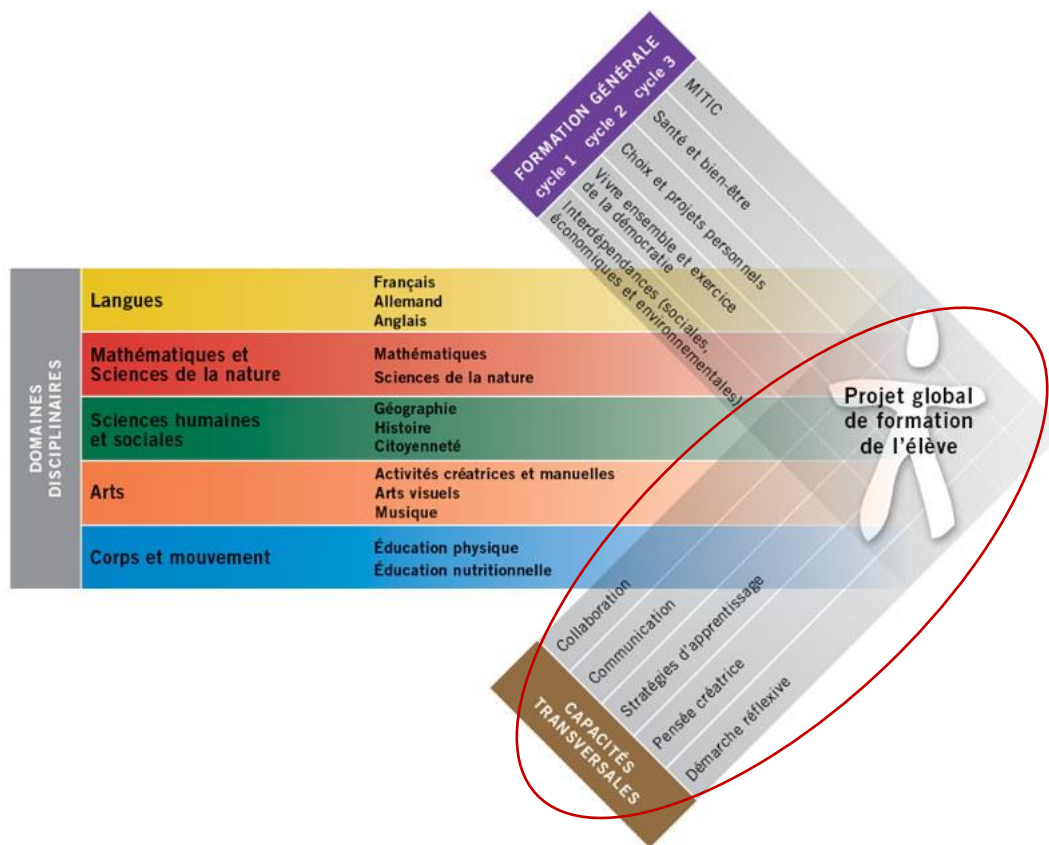 FORMATION GÉNÉRALE
cycle 1 cycle 2 cycle 3
MITIC
Santé et bien-être
Choix et projets personnels
Vivre ensemble et exercice
de la démocratie
Interdépendances (sociales,
économiques et environnementales)
DOMAINES
DISCIPLINAIRES
Langues
Français
Allemand
Anglais
Mathématiques et
Sciences de la nature
Mathématiques
Sciences de la nature
Sciences humaines
et sociales
Géographie
Histoire
Citoyenneté
Arts
Activités créatrices et manuelles
Arts visuels
Musique
Corps et mouvement
Éducation physique
Éducation nutritionnelle
Projet global
de formation
de l'élève
Collaboration
Communication
Stratégies d'apprentissage
Pensée créatrice
Démarche réflexive
CAPACITÉS
TRANSVERSALES